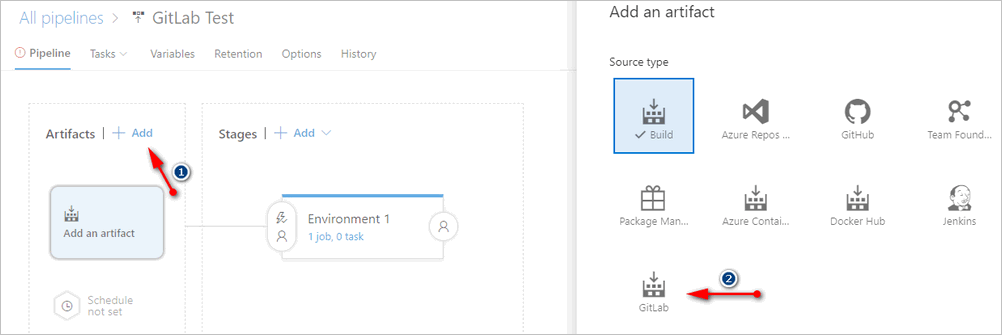 All pipelines > GitLab Test
Pipeline Tasks Variables Retention Options History
Artifacts | + Add
Stages | + Add
1
Add an artifact
Environment 1
1 job, 0 task
Schedule
not set
Add an artifact
Source type
Build
Azure Repos ...
GitHub
Team Found...
Package Man...
Azure Contai...
Docker Hub
Jenkins
2
GitLab